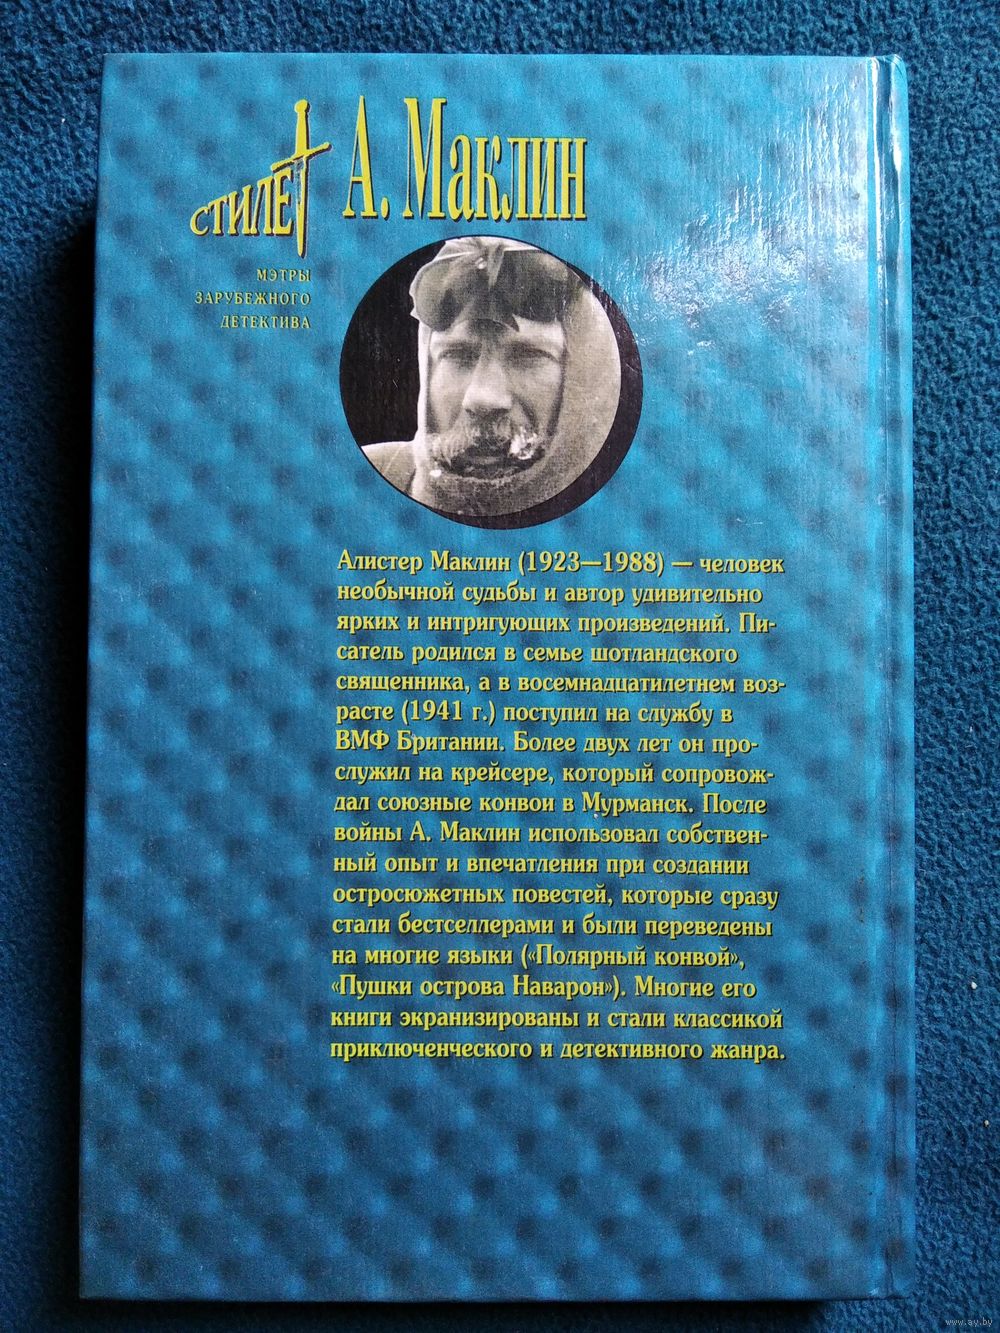 СТИЛЕТ
А. Маклин
МЭТРЫ
ЗАРУБЕЖНОГО
ДЕТЕКТИВА
Алистер Маклин (1923—1988) — человек
необычной судьбы и автор удивительно
ярких и интригующих произведений. Пи-
сатель родился в семье шотландского
священника, а в восемнадцатилетнем воз-
расте (1941 г.) поступил на службу в
ВМФ Британии. Более двух лет он про-
служил на крейсере, который сопровож-
дал союзные конвои в Мурманск. После
войны А. Маклин использовал собствен-
ный опыт и впечатления при создании
остросюжетных повестей, которые сразу
стали бестселлерами и были переведены
на многие языки («Полярный конвой»,
«Пушки острова Наварон»). Многие его
книги экранизированы и стали классикой
приключенческого и детективного жанра.
www.ay.by